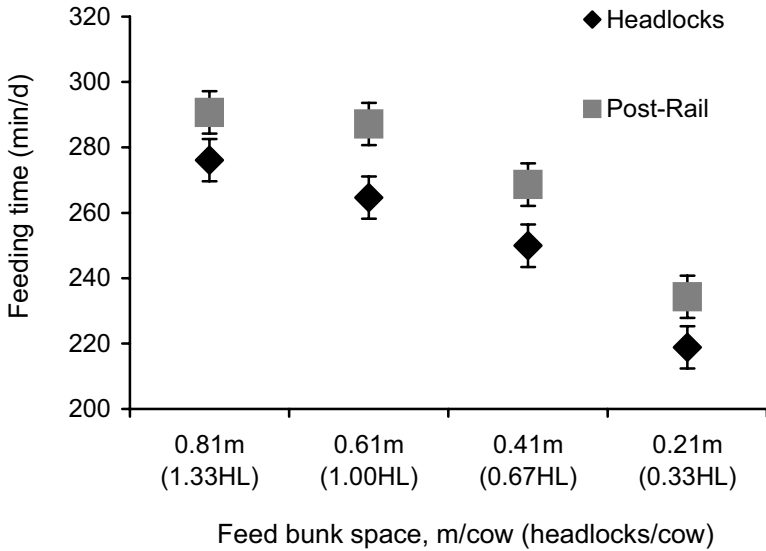 320
300
280
260
240
220
200
Feeding time (min/d)
Headlocks
Post-Rail
0.81m 0.61m 0.41m 0.21m
(1.33HL) (1.00HL) (0.67HL) (0.33HL)
Feed bunk space, m/cow (headlocks/cow)